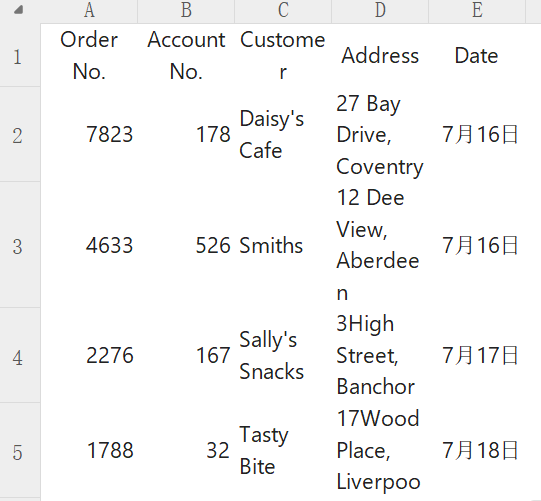 A B C D E
1 Order No. Account No. Customer Address Date
2 7823 178 Daisy's Cafe 27 Bay Drive, Coventry 7月16日
3 4633 526 Smiths 12 Dee View, Aberdeen 7月16日
4 2276 167 Sally's Snacks 3High Street, Banchor 7月17日
5 1788 32 Tasty Bite 17Wood Place, Liverpoo 7月18日